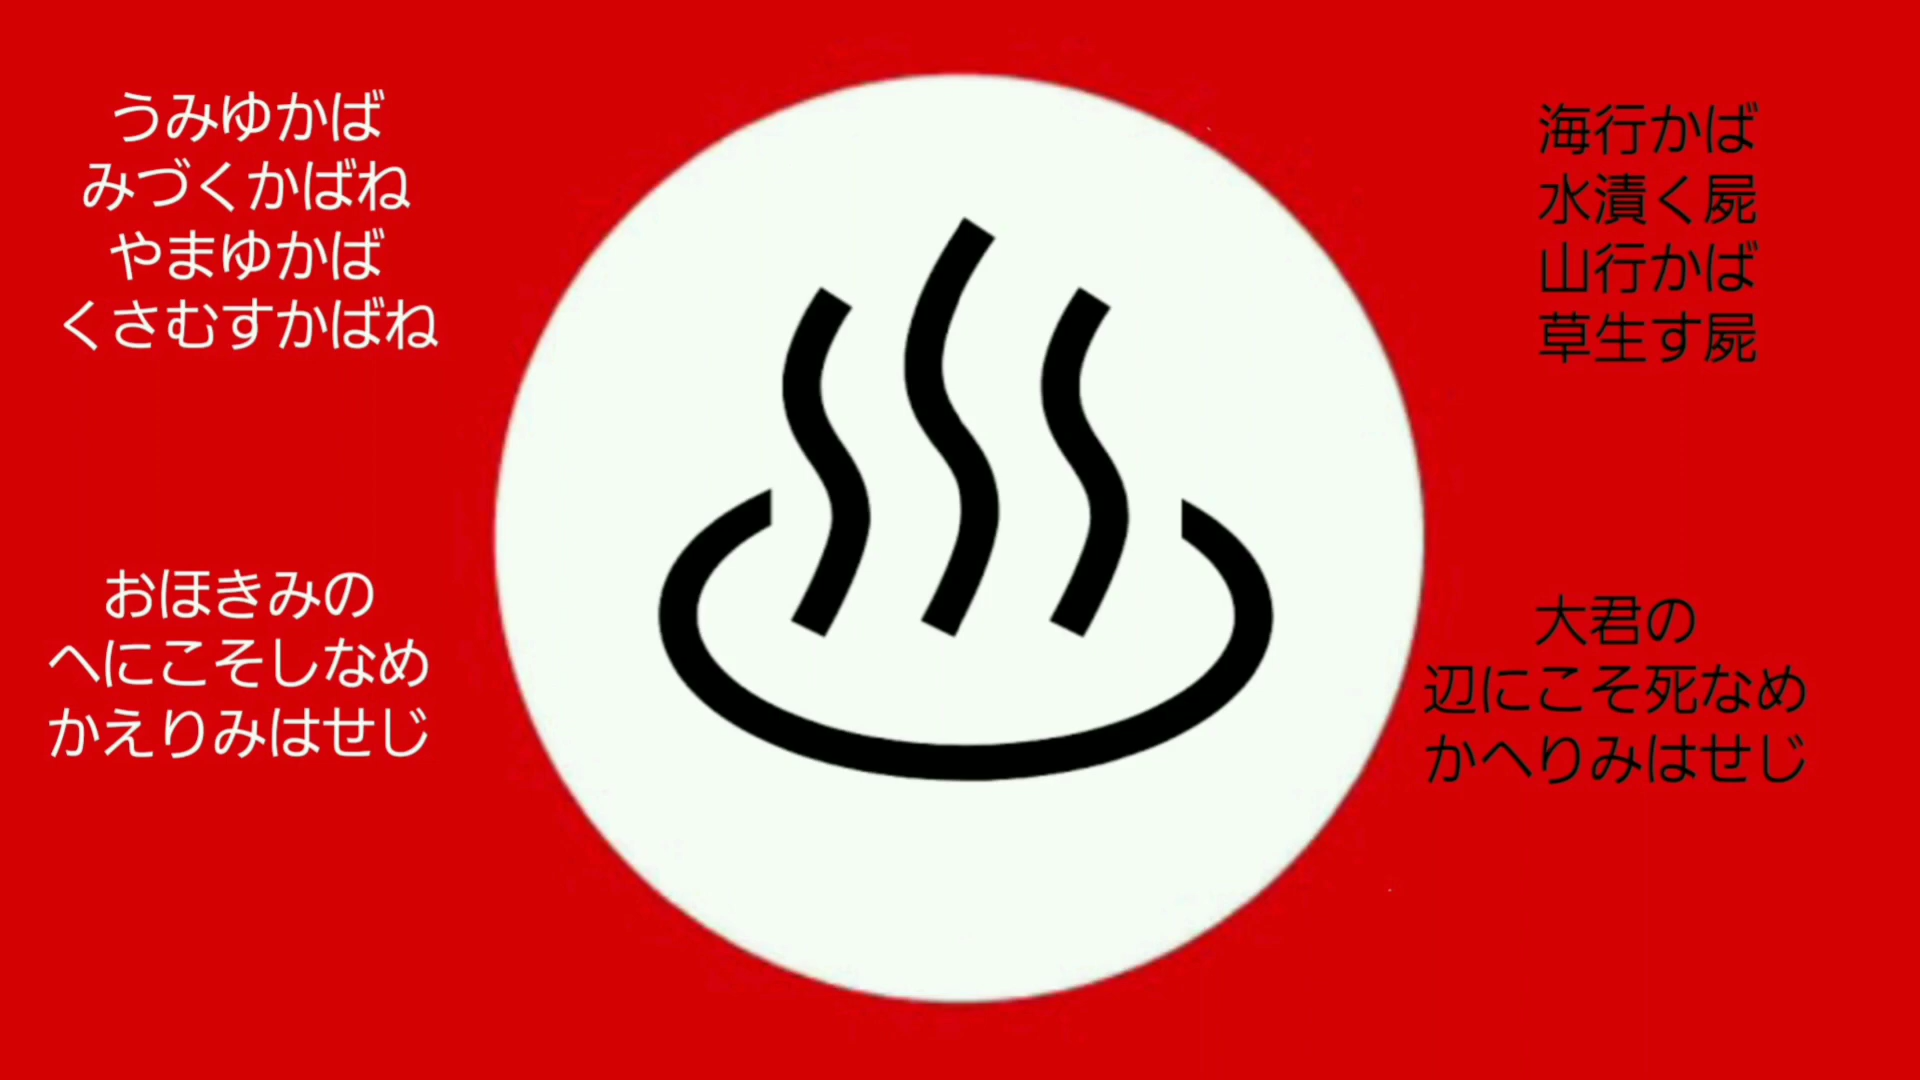 うみゆかば
みづくかばね
やまゆかば
くさむすかばね
おほきみの
へにこそしなめ
かえりみはせじ
海行かば
水漬く屍
山行かば
草生す屍
大君の
辺にこそ死なめ
かへりみはせじ